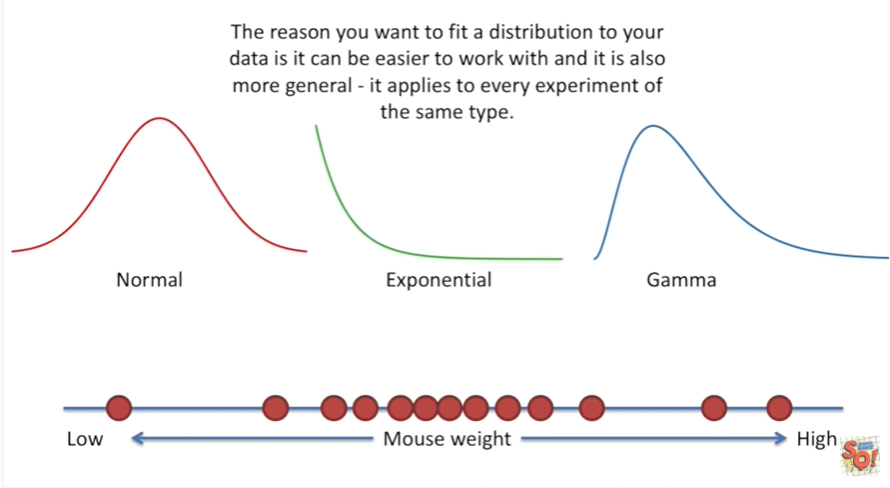 The reason you want to fit a distribution to your
data is it can be easier to work with and it is also
more general - it applies to every experiment of
the same type.
Normal
Exponential
Gamma
Low
Mouse weight
High
SQ!